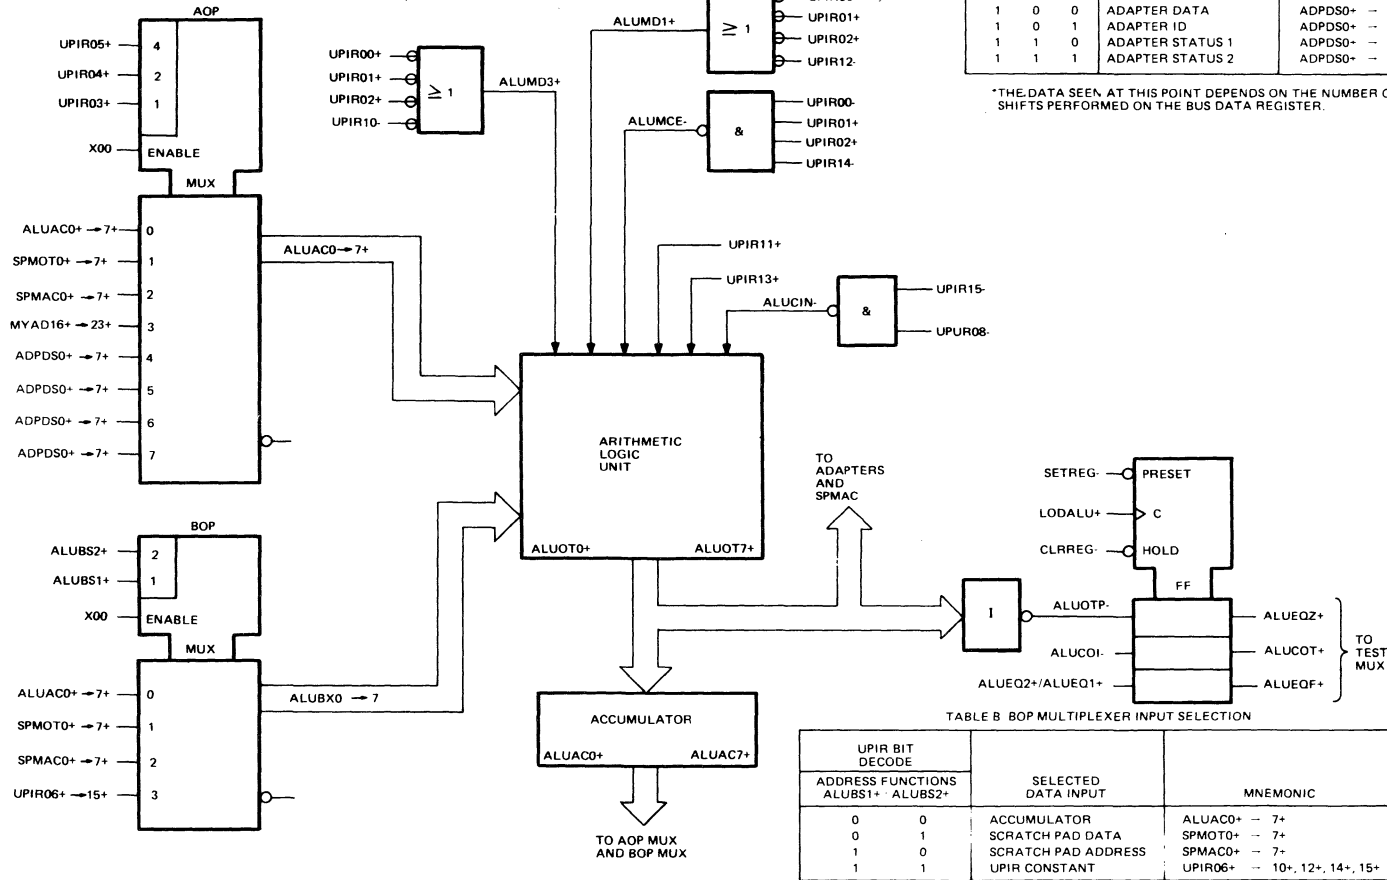 AOP
UPIR05+ 4
UPIR04+ 2
UPIR03+ 1
X00 ENABLE
MUX
ALUAC0+ → 7+ 0
SPMOT0+ → 7+ 1
SPMAC0+ → 7+ 2
MYAD16+ → 23+ 3
ADPDS0+ → 7+ 4
ADPDS0+ → 7+ 5
ADPDS0+ → 7+ 6
ADPDS0+ → 7+ 7
ALUAC0 → 7+
BOP
ALUBS2+ 2
ALUBS1+ 1
X00 ENABLE
MUX
ALUAC0+ → 7+ 0
SPMOT0+ → 7+ 1
SPMAC0+ → 7+ 2
UPIR06+ → 15+ 3
ALUBX0 → 7
UPIR00+
UPIR01+
UPIR02+
UPIR10-
≥ 1
ALUMD3+
ALUMD1+
≥ 1
UPIR01+
UPIR02+
UPIR12-
ALUMCE-
&
UPIR00-
UPIR01+
UPIR02+
UPIR14-
UPIR11+
UPIR13+
ALUCIN-
&
UPIR15-
UPUR08-
ARITHMETIC
LOGIC
UNIT
ALUOT0+ ALUOT7+
TO
ADAPTERS
AND
SPMAC
ACCUMULATOR
ALUAC0+ ALUAC7+
TO AOP MUX
AND BOP MUX
I
ALUOTP-
ALUCOI-
ALUEQ2+/ALUEQ1+
SETREG- PRESET
LODALU+ C
CLRREG- HOLD
FF
ALUEQZ+
ALUCOT+
ALUEQF+
TO
TEST
MUX
1 0 0 ADAPTER DATA ADPDS0+ –
1 0 1 ADAPTER ID ADPDS0+ –
1 1 0 ADAPTER STATUS 1 ADPDS0+ –
1 1 1 ADAPTER STATUS 2 ADPDS0+ –
*THE DATA SEEN AT THIS POINT DEPENDS ON THE NUMBER
SHIFTS PERFORMED ON THE BUS DATA REGISTER.
TABLE B BOP MULTIPLEXER INPUT SELECTION
UPIR BIT
DECODE
ADDRESS FUNCTIONS
ALUBS1+ ALUBS2+
SELECTED
DATA INPUT
MNEMONIC
0 0 ACCUMULATOR ALUAC0+ – 7+
0 1 SCRATCH PAD DATA SPMOT0+ – 7+
1 0 SCRATCH PAD ADDRESS SPMAC0+ – 7+
1 1 UPIR CONSTANT UPIR06+ – 10+, 12+, 14+, 15+